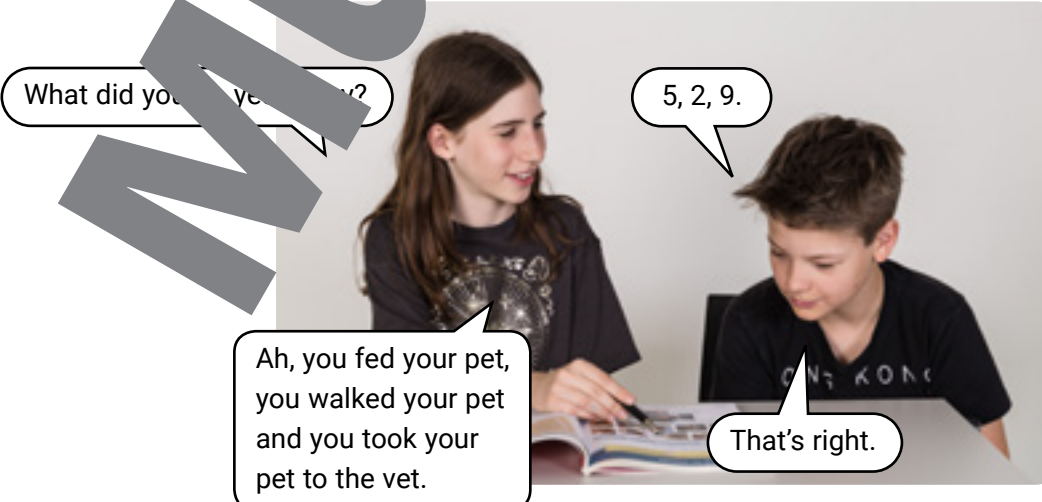 What did
5, 2, 9.
Ah, you fed your pet,
you walked your pet
and you took your
pet to the vet.
That's right.